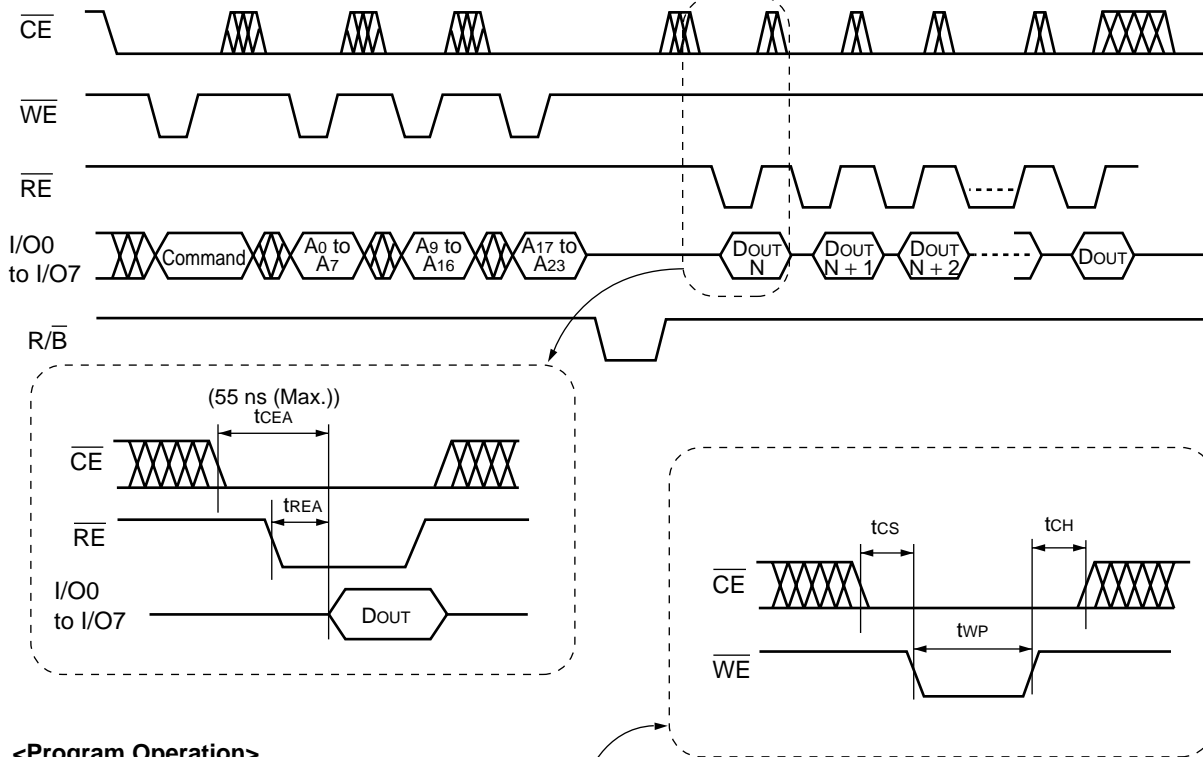 CE
WE
RE
I/O0
to I/O7
Command
A0 to
A7
A9 to
A16
A17 to
A23
DOUT
N
DOUT
N + 1
DOUT
N + 2
DOUT
R/B
(55 ns (Max.))
tCEA
CE
tREA
RE
I/O0
to I/O7
DOUT
tCS
tCH
CE
tWP
WE
<Program Operation>